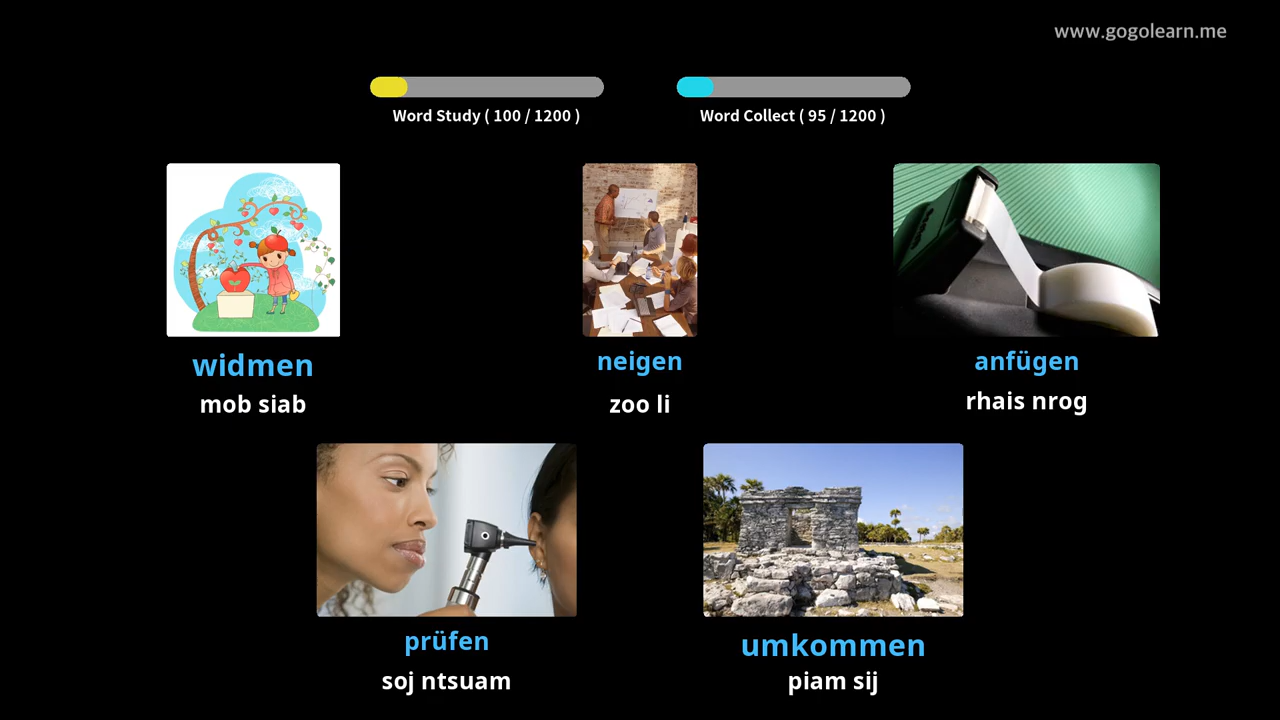 www.gogolearn.me
Word Study ( 100 / 1200 )
Word Collect ( 95 / 1200 )
widmen
mob siab
neigen
zoo li
anfügen
rhais nrog
prüfen
soj ntsuam
umkommen
piam sij